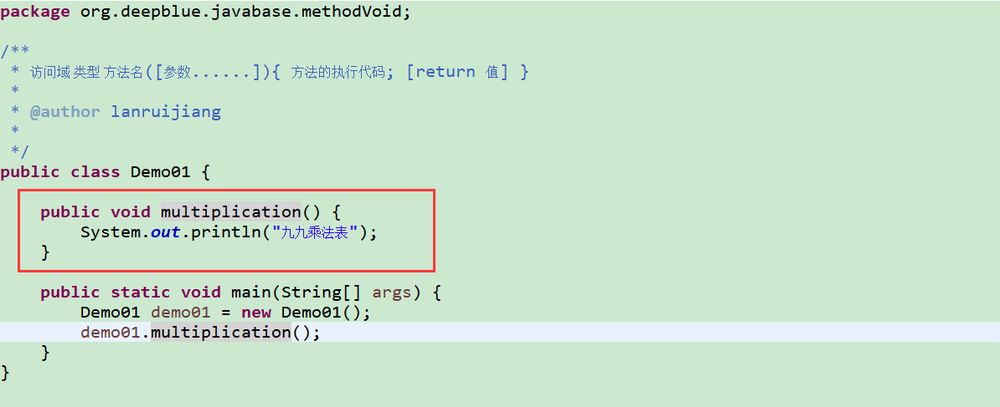 package org.deepblue.javabase.methodVoid;
/**
 * 访问域 类型 方法名([参数......]){ 方法的执行代码; [return 值] }
 *
 * @author lanruijiang
 *
 */
public class Demo01 {
    public void multiplication() {
        System.out.println("九九乘法表");
    }
    public static void main(String[] args) {
        Demo01 demo01 = new Demo01();
        demo01.multiplication();
    }
}